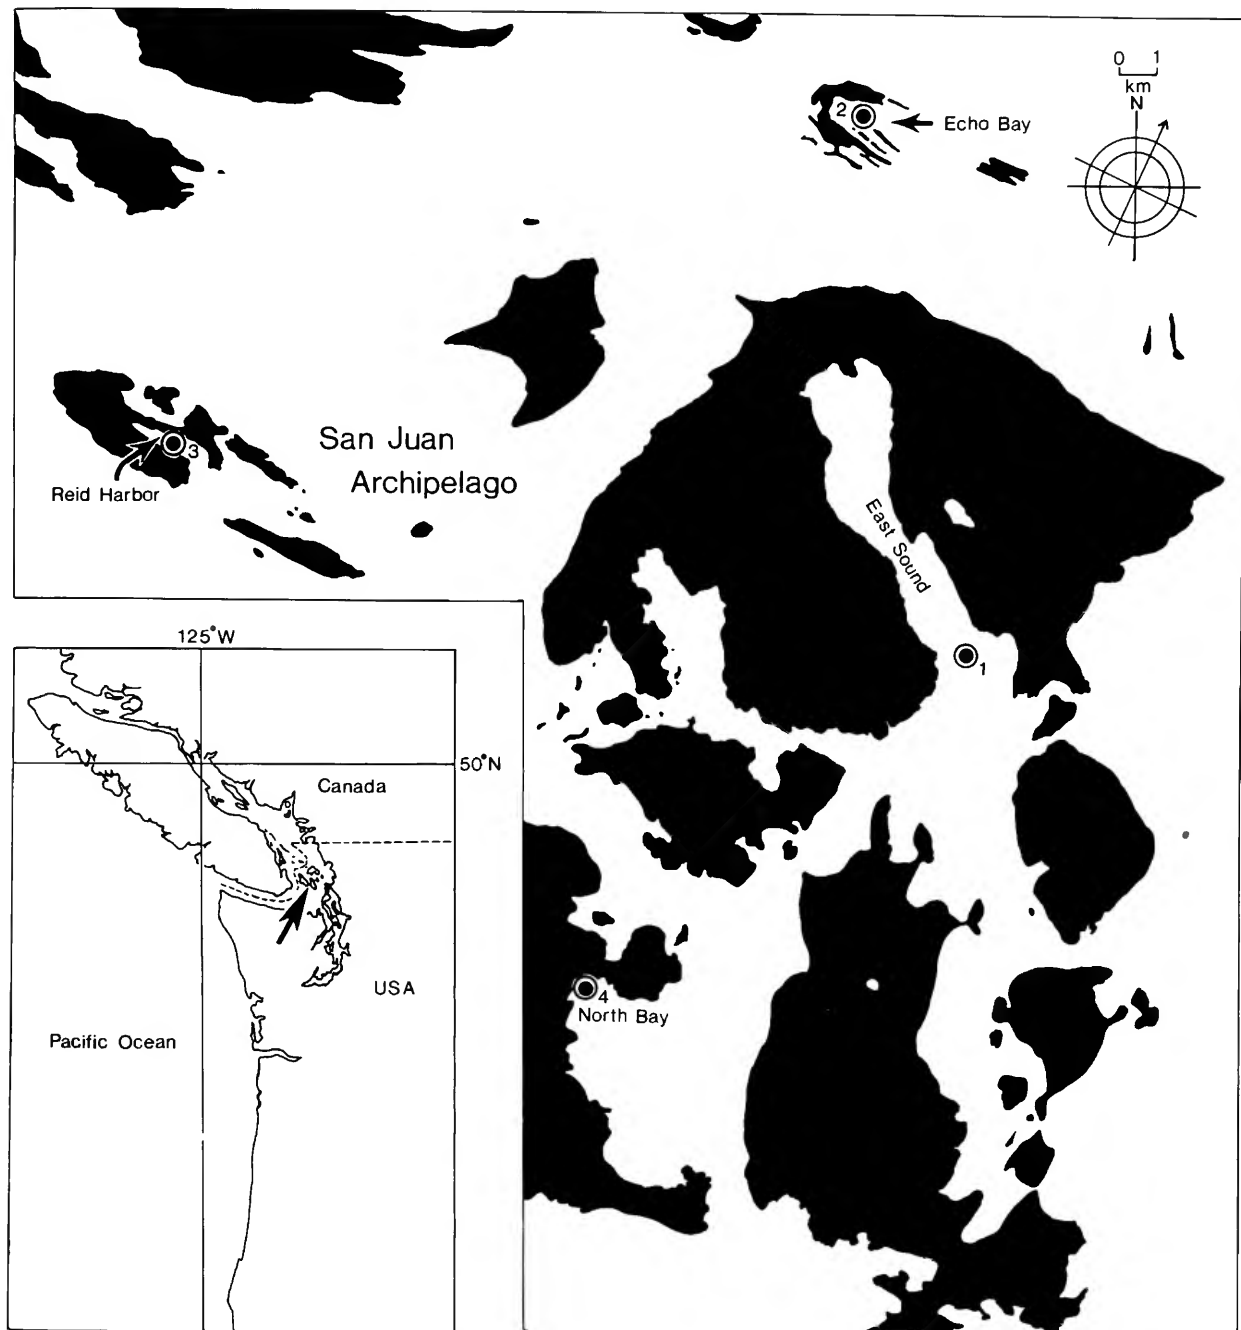 0 1
km
N
2
Echo Bay
3
Reid Harbor
San Juan
Archipelago
East Sound
1
125°W
50°N
Canada
USA
Pacific Ocean
4
North Bay